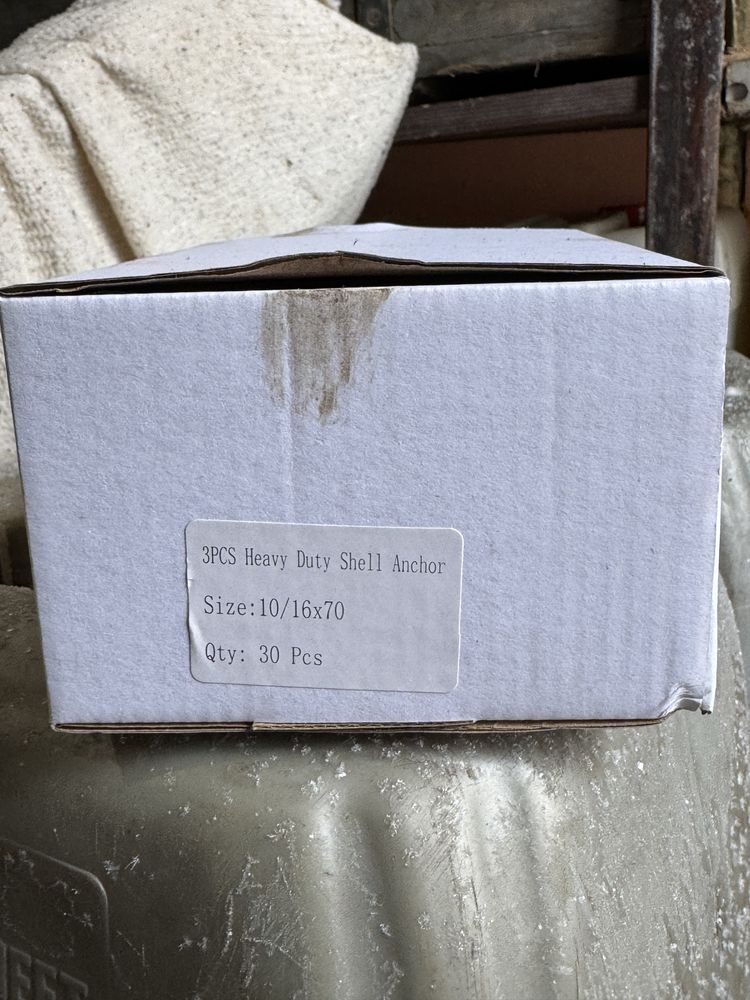 3PCS Heavy Duty Shell Anchor
Size:10/16x70
Qty: 30 Pcs